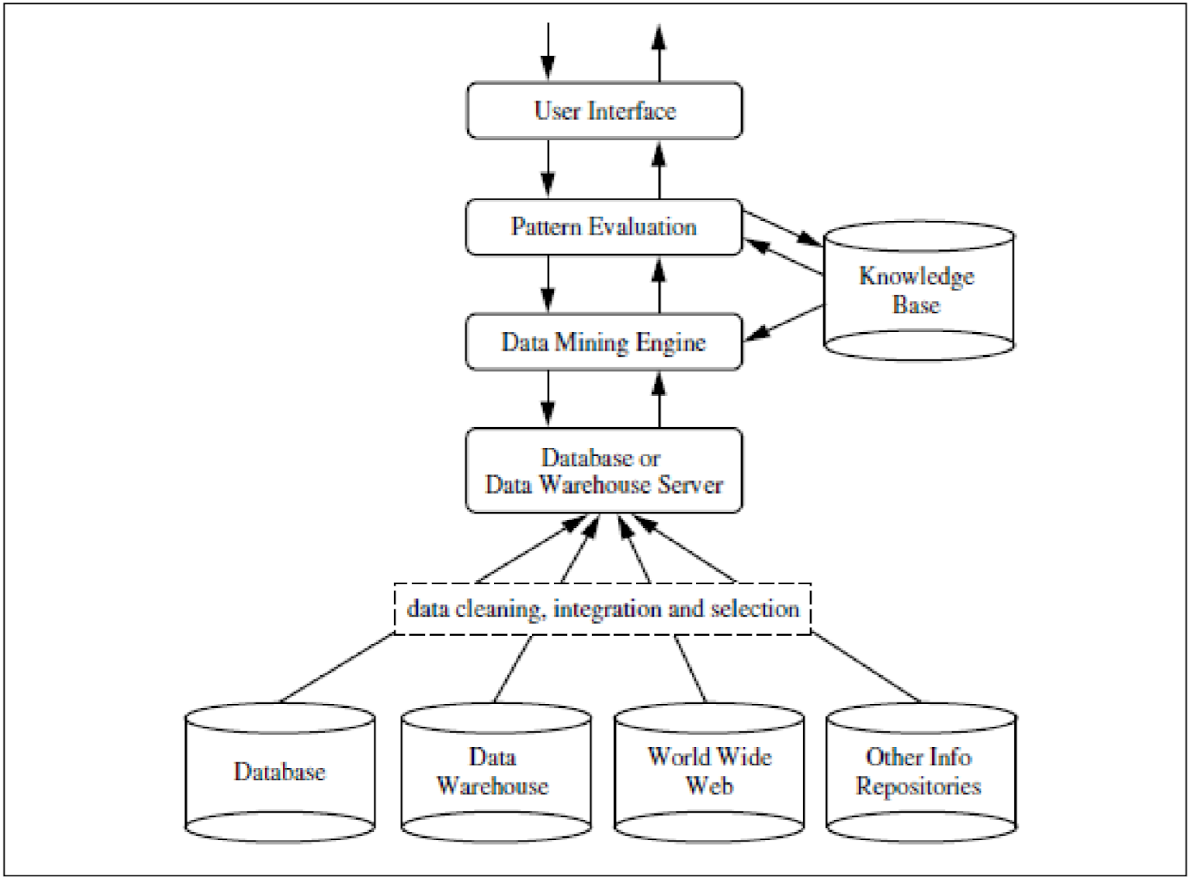 User Interface
Pattern Evaluation
Knowledge
Base
Data Mining Engine
Database or
Data Warehouse Server
data cleaning, integration and selection
Database
Data
Warehouse
World Wide
Web
Other Info
Repositories